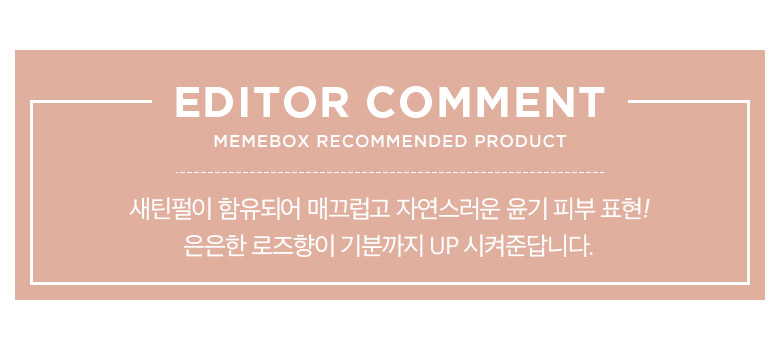 EDITOR COMMENT
MEMEBOX RECOMMENDED PRODUCT
새틴펄이 함유되어 매끄럽고 자연스러운 윤기 피부 표현!
은은한 로즈향이 기분까지 UP 시켜준답니다.